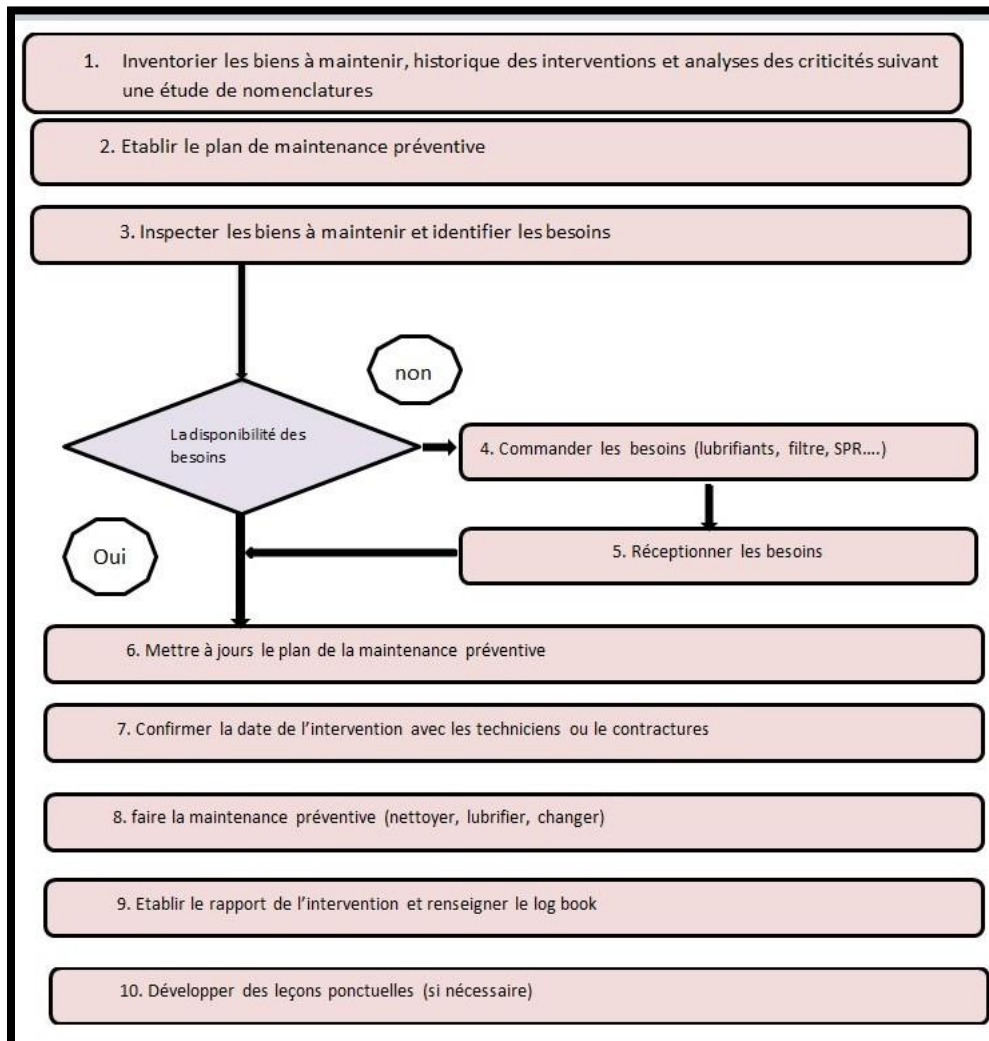 1. Inventorier les biens à maintenir, historique des interventions et analyses des criticités suivant
une étude de nomenclatures
2. Etablir le plan de maintenance préventive
3. Inspecter les biens à maintenir et identifier les besoins
non
La disponibilité des
besoins
4. Commander les besoins (lubrifiants, filtre, SPR....)
Oui
5. Réceptionner les besoins
6. Mettre à jours le plan de la maintenance préventive
7. Confirmer la date de l’intervention avec les techniciens ou le contractures
8. faire la maintenance préventive (nettoyer, lubrifier, changer)
9. Etablir le rapport de l’intervention et renseigner le log book
10. Développer des leçons ponctuelles (si nécessaire)